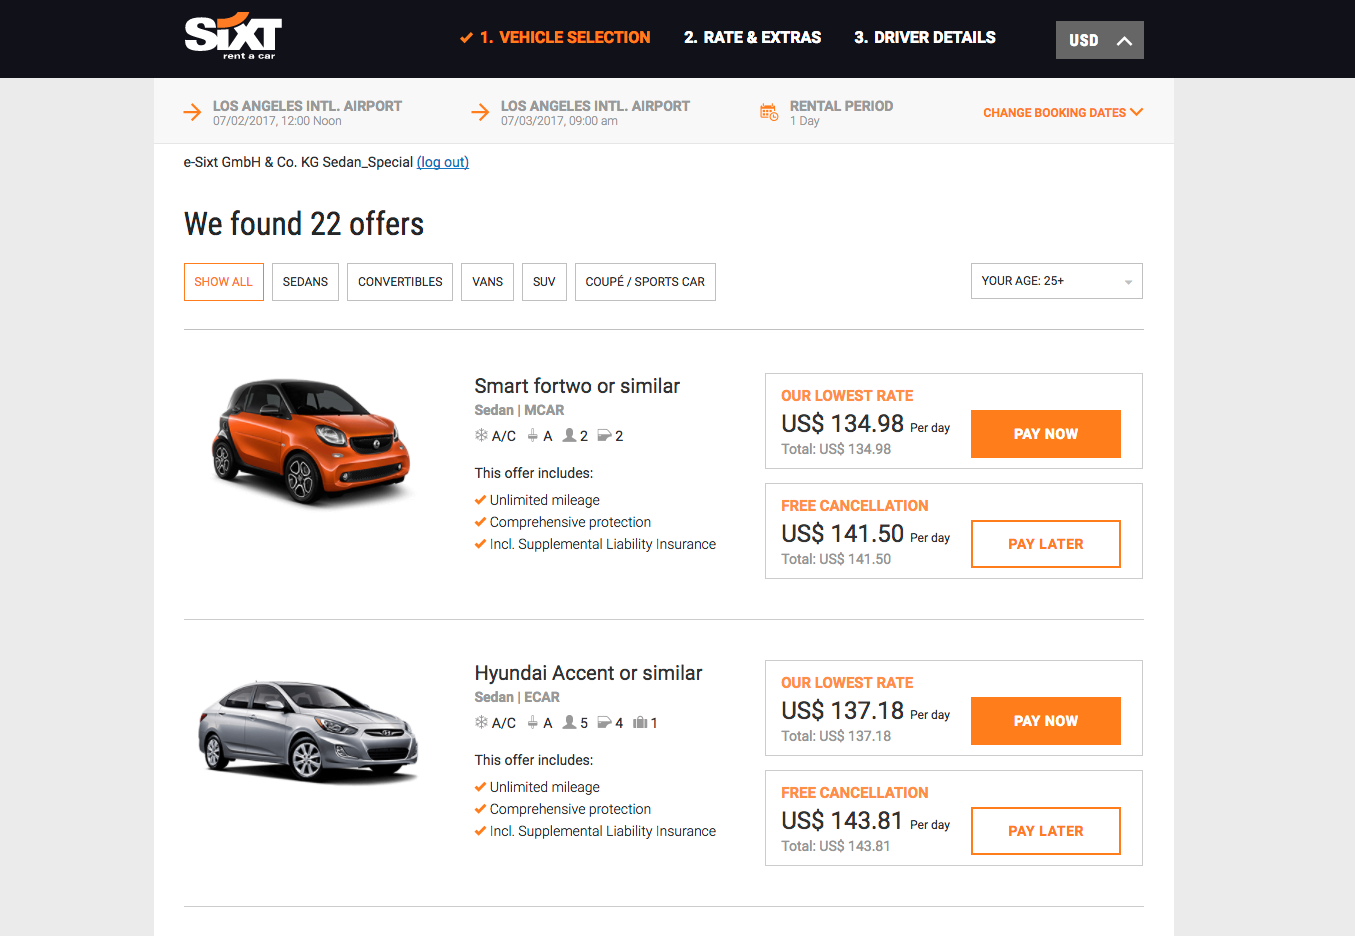 SIXT
rent a car
1. VEHICLE SELECTION
2. RATE & EXTRAS
3. DRIVER DETAILS
USD
LOS ANGELES INTL. AIRPORT
07/02/2017, 12:00 Noon
LOS ANGELES INTL. AIRPORT
07/03/2017, 09:00 am
RENTAL PERIOD
1 Day
CHANGE BOOKING DATES
e-Sixt GmbH & Co. KG Sedan_Special (log out)
We found 22 offers
SHOW ALL
SEDANS
CONVERTIBLES
VANS
SUV
COUPÉ / SPORTS CAR
YOUR AGE: 25+
Smart fortwo or similar
Sedan | MCAR
A/C A 2 2
This offer includes:
Unlimited mileage
Comprehensive protection
Incl. Supplemental Liability Insurance
OUR LOWEST RATE
US$ 134.98 Per day
Total: US$ 134.98
PAY NOW
FREE CANCELLATION
US$ 141.50 Per day
Total: US$ 141.50
PAY LATER
Hyundai Accent or similar
Sedan | ECAR
A/C A 5 4 1
This offer includes:
Unlimited mileage
Comprehensive protection
Incl. Supplemental Liability Insurance
OUR LOWEST RATE
US$ 137.18 Per day
Total: US$ 137.18
PAY NOW
FREE CANCELLATION
US$ 143.81 Per day
Total: US$ 143.81
PAY LATER